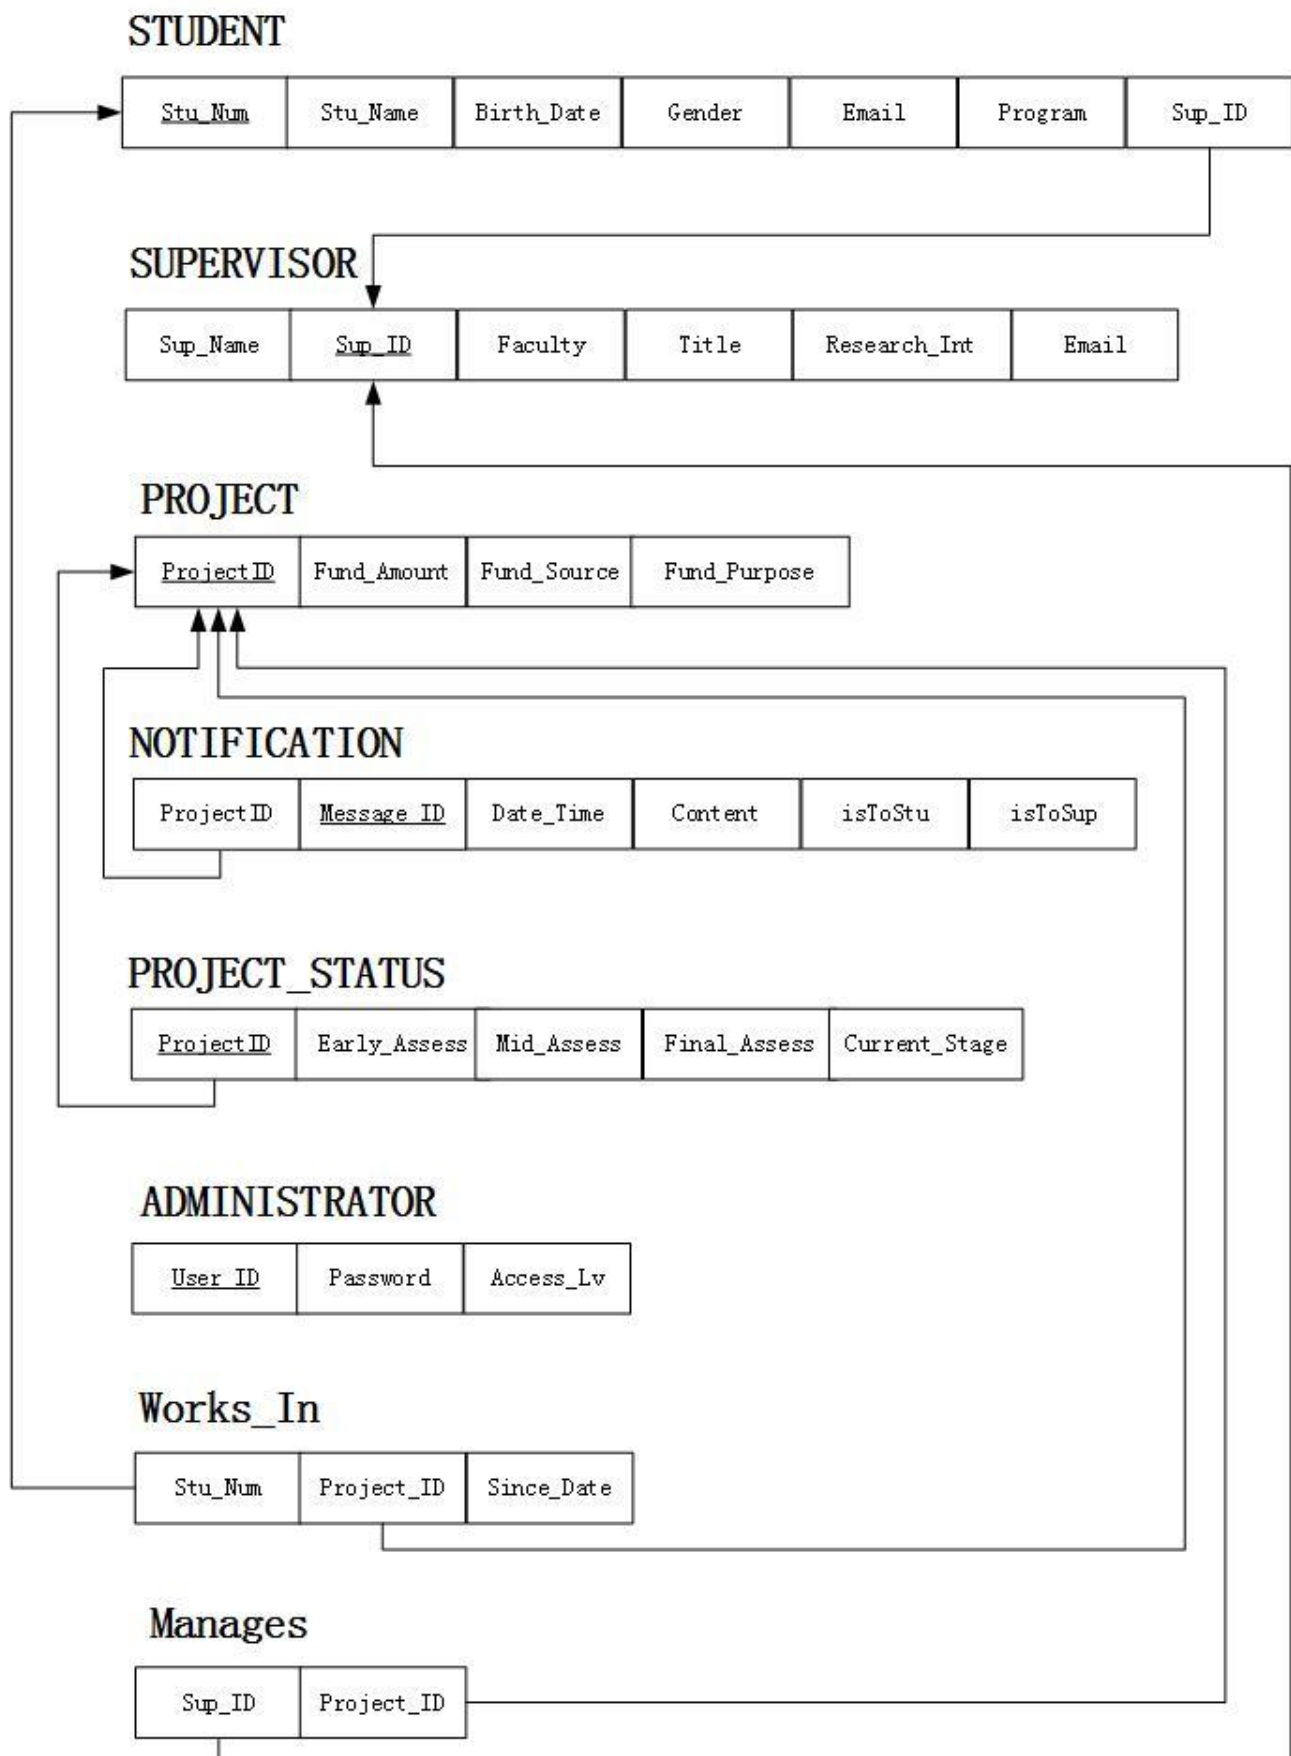 STUDENT
Stu_Num Stu_Name Birth_Date Gender Email Program Sup_ID
SUPERVISOR
Sup_Name Sup_ID Faculty Title Research_Int Email
PROJECT
ProjectID Fund_Amount Fund_Source Fund_Purpose
NOTIFICATION
ProjectID Message_ID Date_Time Content isToStu isToSup
PROJECT_STATUS
ProjectID Early_Assess Mid_Assess Final_Assess Current_Stage
ADMINISTRATOR
User_ID Password Access_Lv
Works_In
Stu_Num Project_ID Since_Date
Manages
Sup_ID Project_ID